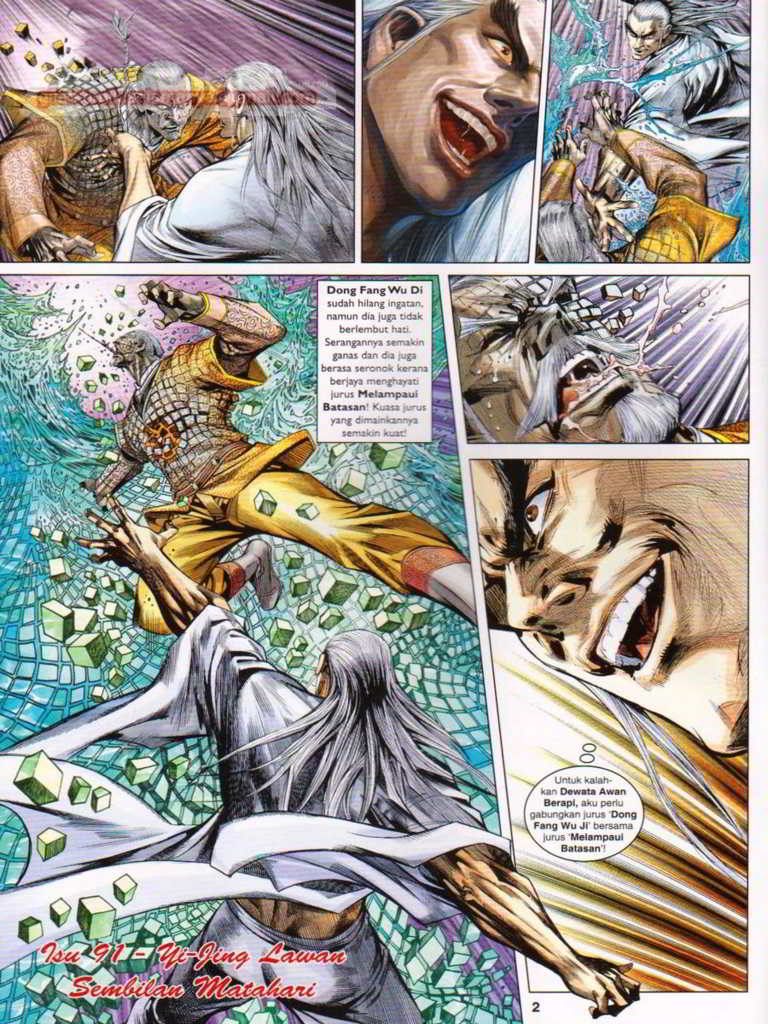 Dong Fang Wu Di
sudah hilang ingatan,
namun dia juga tidak
berlembut hati.
Serangannya semakin
ganas dan dia juga
berasa seronok kerana
berjaya menghayati
jurus Melampaui
Batasan! Kuasa jurus
yang dimainkannya
semakin kuat!
Untuk kalah-
kan Dewata Awan
Berapi, aku perlu
gabungkan jurus 'Dong
Fang Wu Ji' bersama
jurus 'Melampaui
Batasan'!
Isu 91 - Yi-Jing Lawan
Sembilan Matahari
2